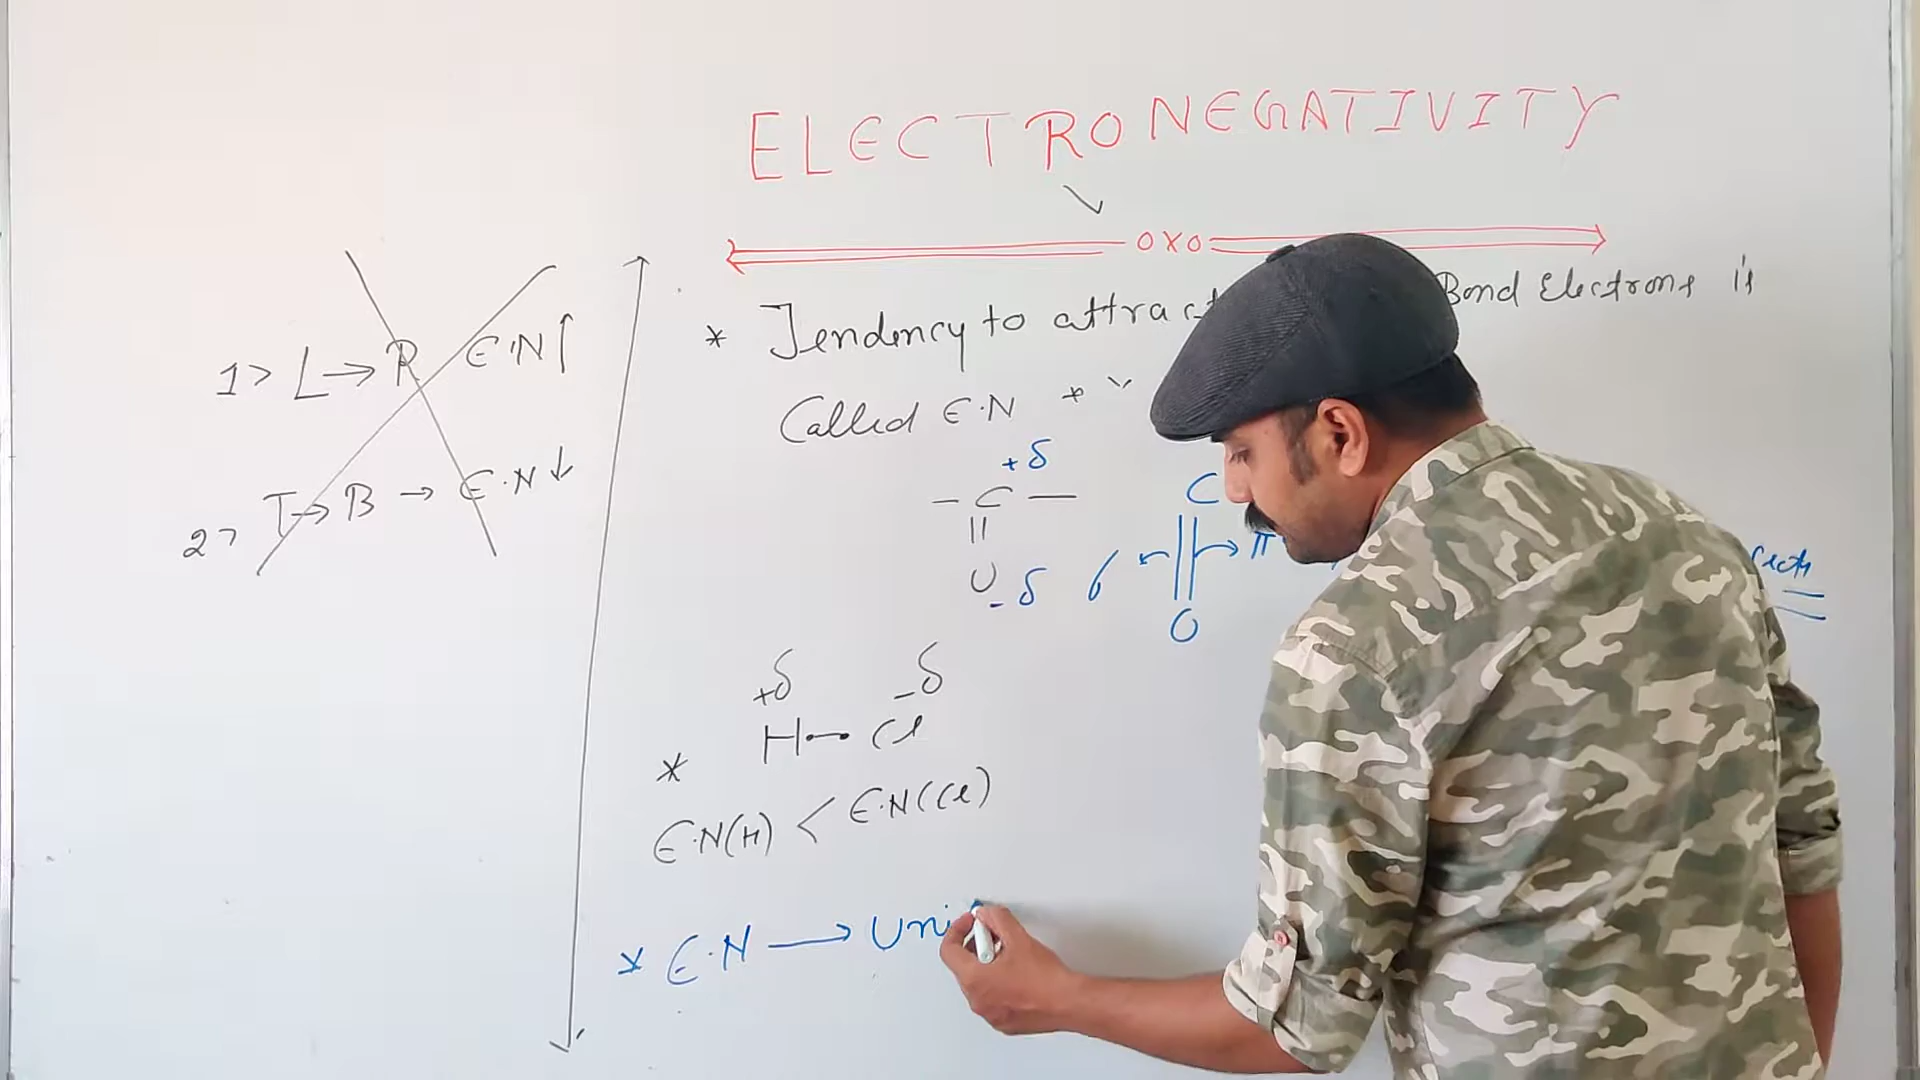 ELECTRONEGATIVITY
OXO
1> L → R E·N ↑
2> T → B → E·N ↓
* Tendency to attract Bond Electrons is
Called E·N *
+δ
— C —
||
O
-δ
σ ← C || O → π
+δ -δ
* H — Cl
E·N(H) < E·N(Cl)
* E·N → Uni